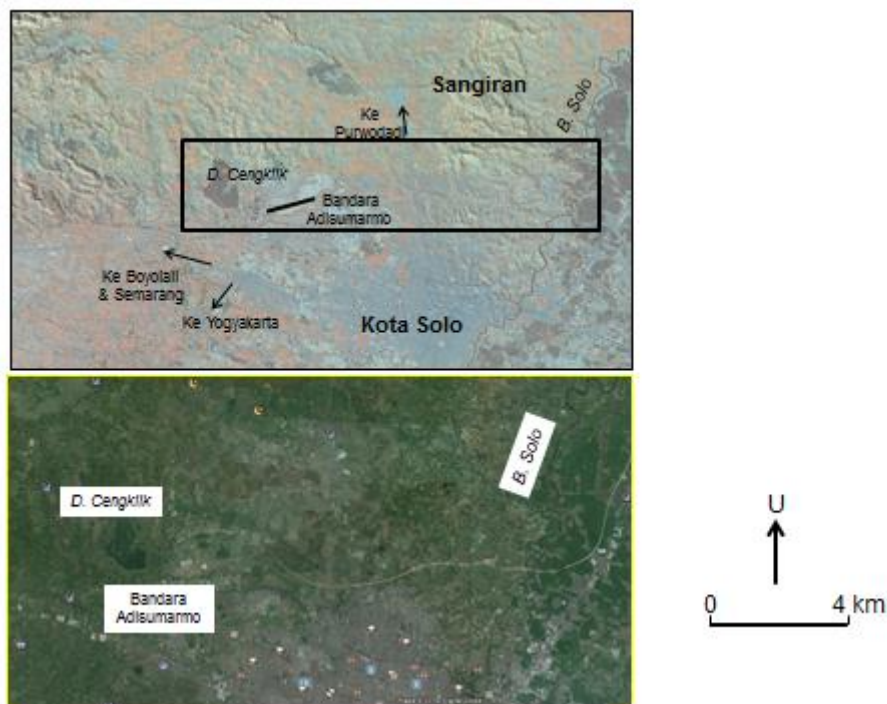 Sangiran
B. Solo
Ke
Purwodadi
D. Cengklik
Bandara
Adisumarmo
Ke Boyolali
& Semarang
Ke Yogyakarta
Kota Solo
B. Solo
D. Cengklik
Bandara
Adisumarmo
U
0 4 km